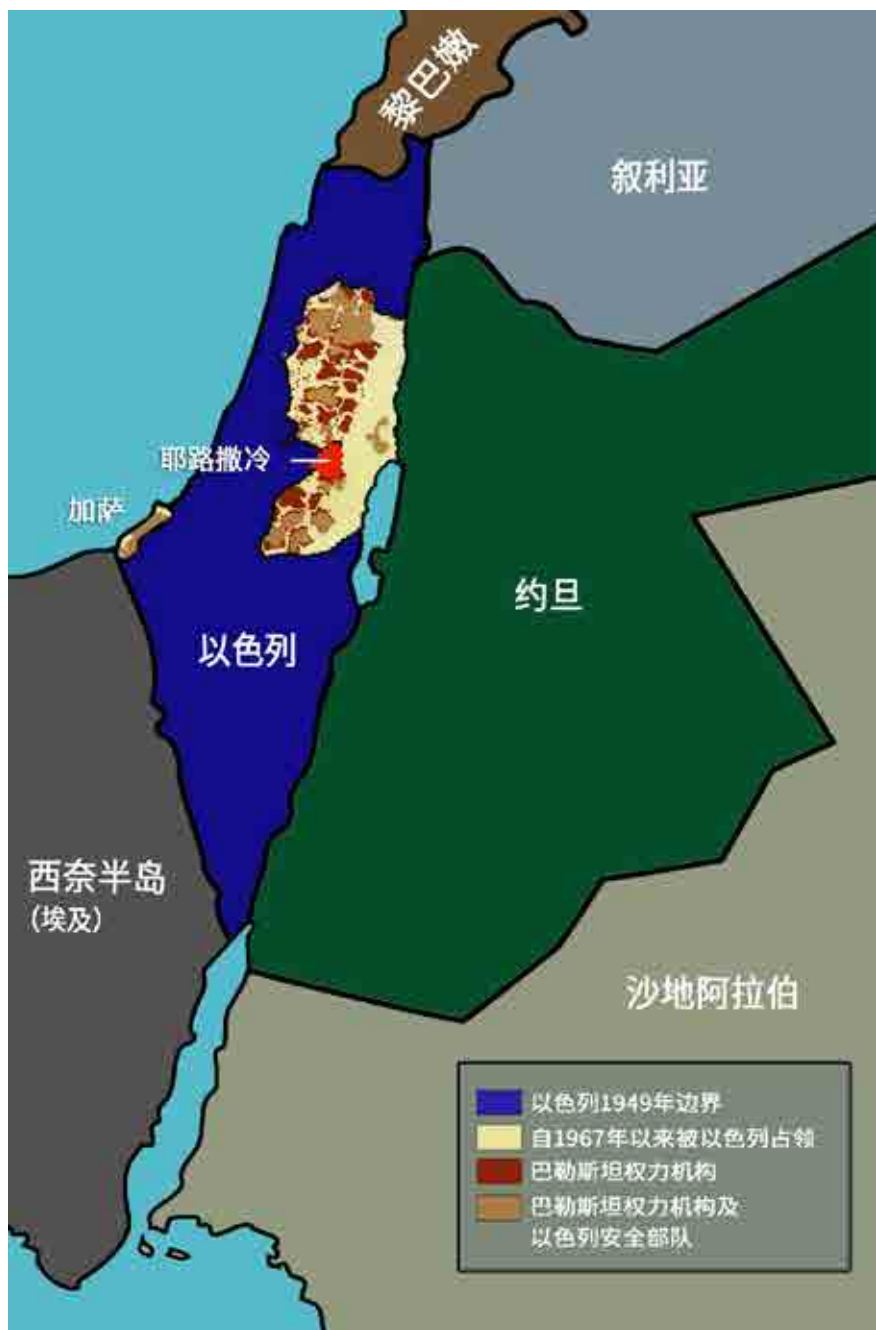 黎巴嫩
叙利亚
耶路撒冷
加萨
约旦
以色列
西奈半岛
(埃及)
沙地阿拉伯
以色列1949年边界
自1967年以来被以色列占领
巴勒斯坦权力机构
巴勒斯坦权力机构及
以色列安全部队